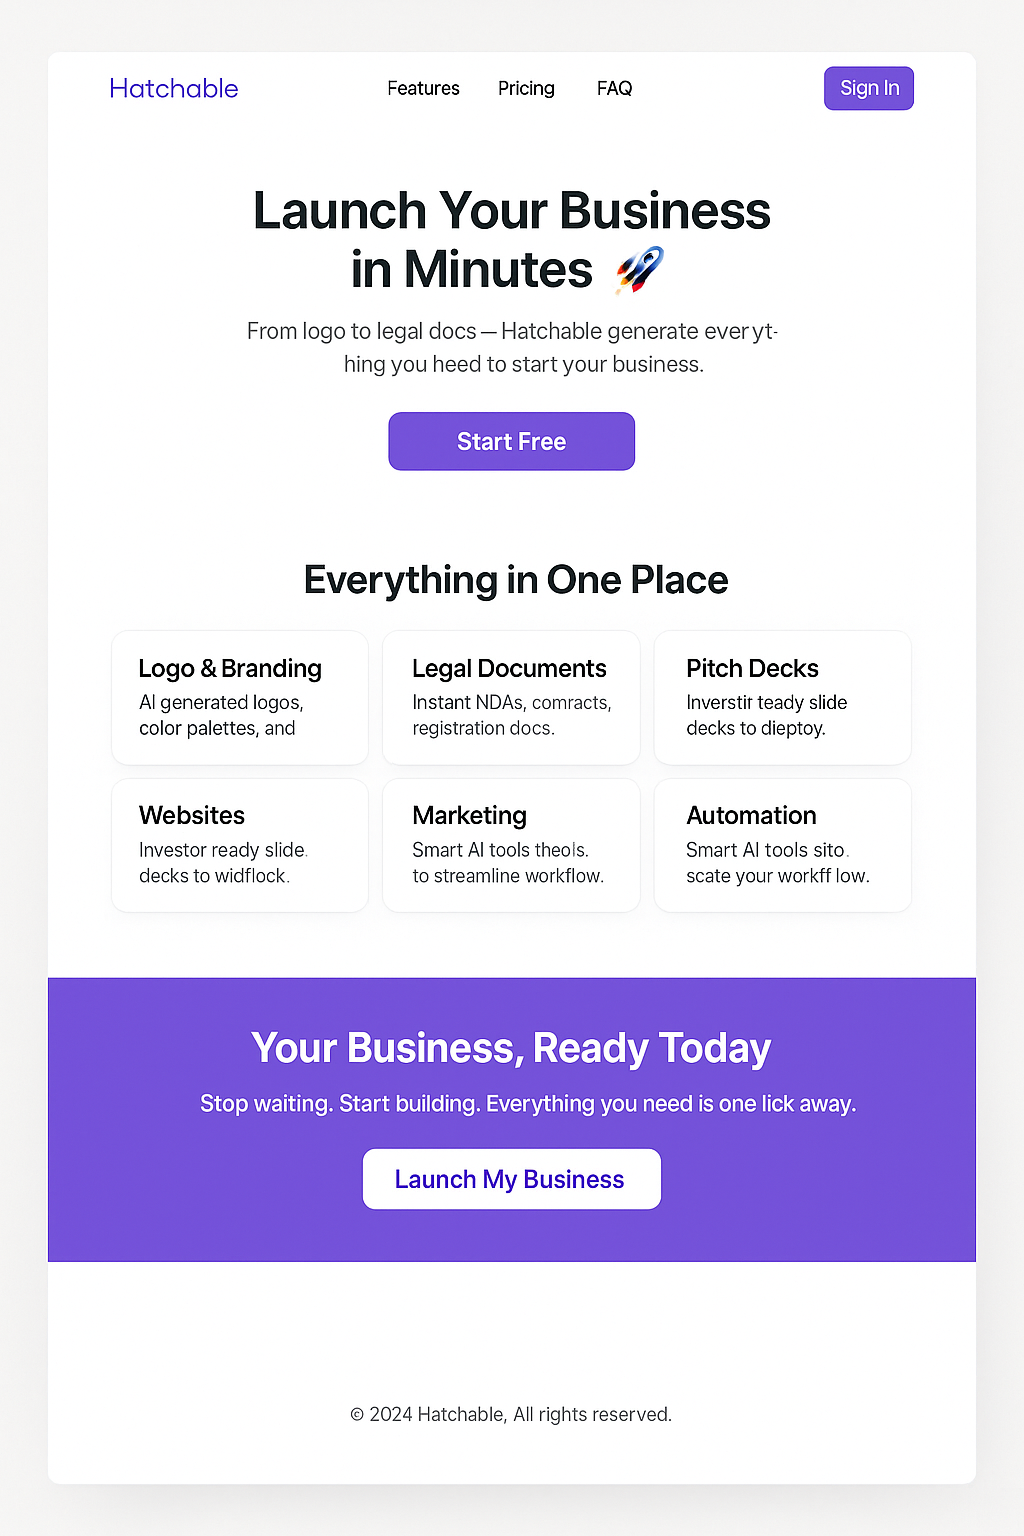 Hatchable
Features
Pricing
FAQ
Sign In
Launch Your Business
in Minutes 🚀
From logo to legal docs — Hatchable generate everyt-
hing you heed to start your business.
Start Free
Everything in One Place
Logo & Branding
AI generated logos,
color palettes, and
Legal Documents
Instant NDAs, comracts,
registration docs.
Pitch Decks
Inverstir teady slide
decks to dieptoy.
Websites
Investor ready slide.
decks to widflock.
Marketing
Smart AI tools theols.
to streamline workflow.
Automation
Smart AI tools sito.
scate your workff low.
Your Business, Ready Today
Stop waiting. Start building. Everything you need is one lick away.
Launch My Business
© 2024 Hatchable, All rights reserved.